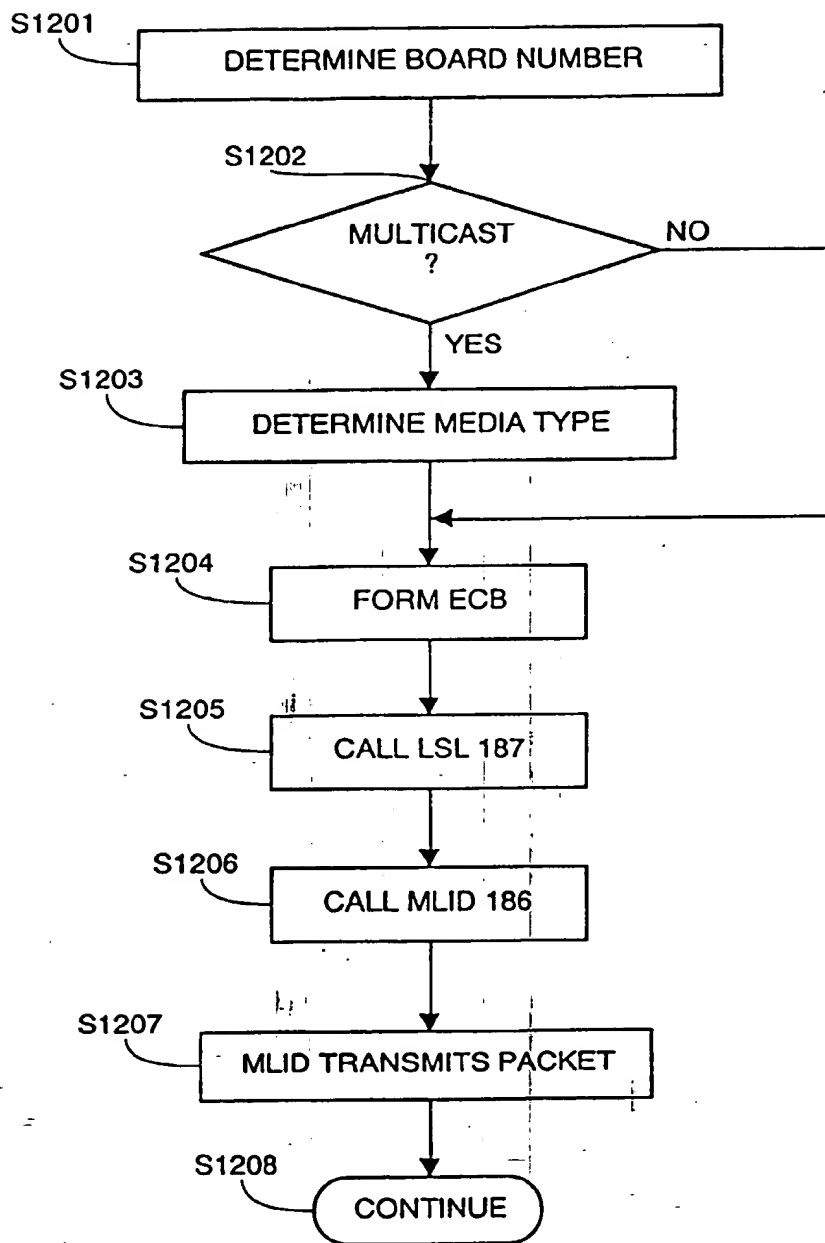 S1201
DETERMINE BOARD NUMBER
S1202
MULTICAST
?
NO
YES
S1203
DETERMINE MEDIA TYPE
S1204
FORM ECB
S1205
CALL LSL 187
S1206
CALL MLID 186
S1207
MLID TRANSMITS PACKET
S1208
CONTINUE